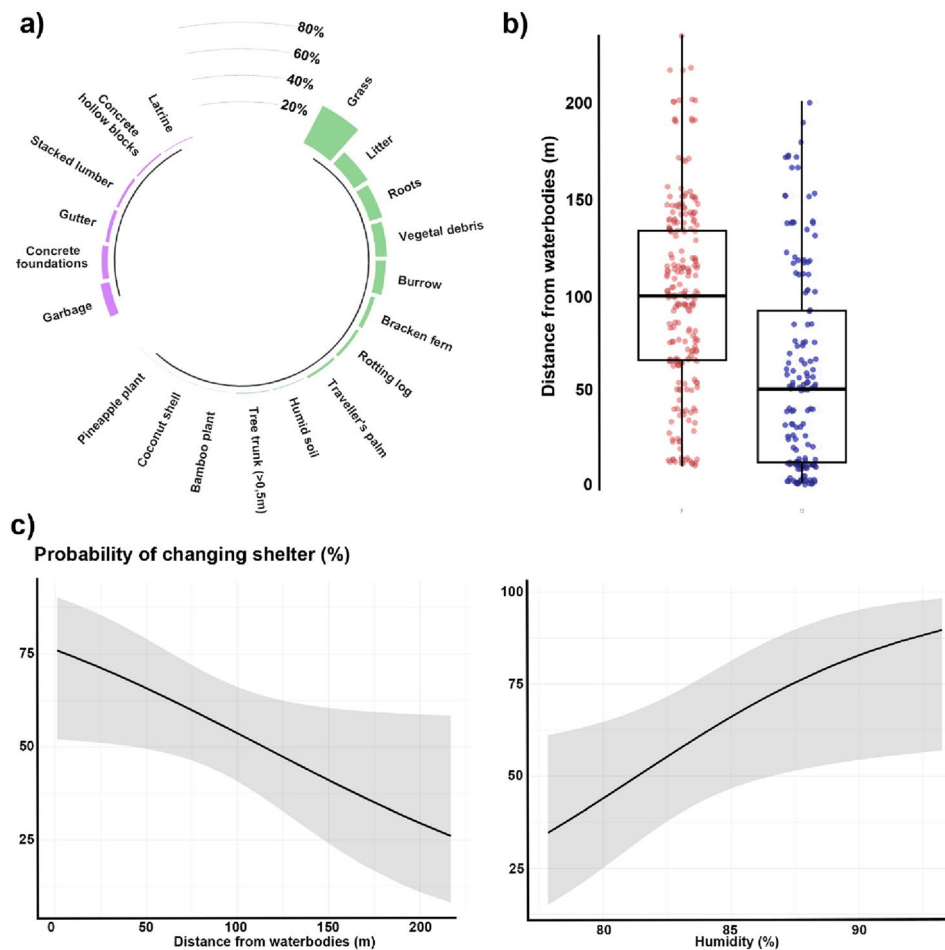 a)
80%
60%
40%
20%
Grass
Litter
Roots
Vegetal debris
Burrow
Bracken fern
Rotting log
Traveller's palm
Humid soil
Tree trunk (>0,5m)
Bamboo plant
Coconut shell
Pineapple plant
Garbage
Concrete
foundations
Gutter
Stacked lumber
Concrete
hollow blocks
Latrine
b)
Distance from waterbodies (m)
200
150
100
50
0
c)
Probability of changing shelter (%)
75
50
25
0
50
100
150
200
Distance from waterbodies (m)
100
75
50
25
80
85
90
Humidity (%)